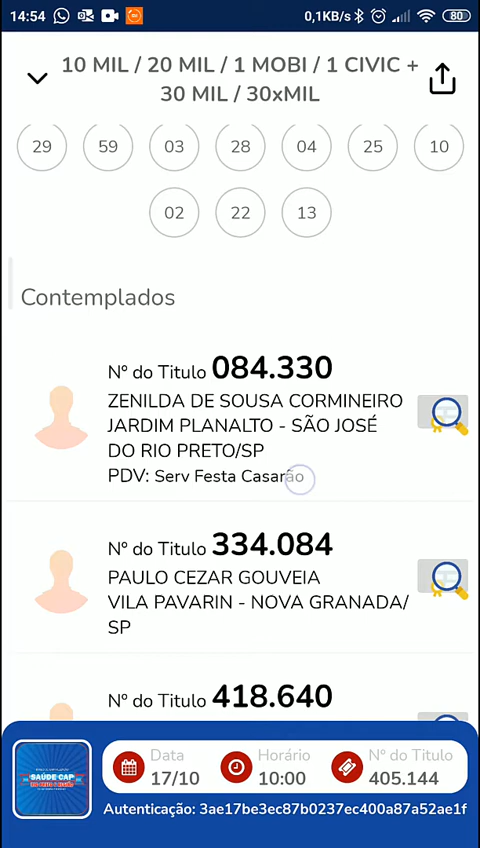 14:54
0,1KB/s
80
10 MIL / 20 MIL / 1 MOBI / 1 CIVIC +
30 MIL / 30xMIL
29 59 03 28 04 25 10
02 22 13
Contemplados
Nº do Titulo 084.330
ZENILDA DE SOUSA CORMINEIRO
JARDIM PLANALTO - SÃO JOSÉ
DO RIO PRETO/SP
PDV: Serv Festa Casarão
Nº do Titulo 334.084
PAULO CEZAR GOUVEIA
VILA PAVARIN - NOVA GRANADA/
SP
Nº do Titulo 418.640
SAÚDE CAP
RIO PRETO E REGIÃO
Data
17/10
Horário
10:00
Nº do Titulo
405.144
Autenticação: 3ae17be3ec87b0237ec400a87a52ae1f